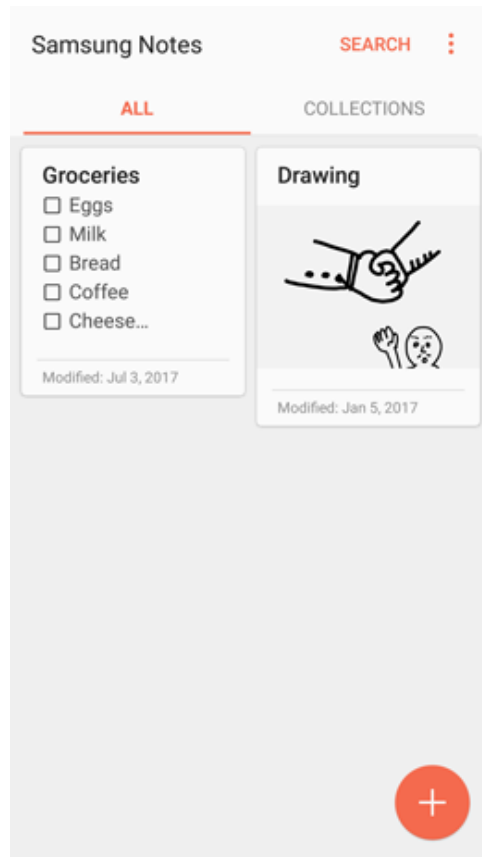 Samsung Notes SEARCH
ALL COLLECTIONS
Groceries
Eggs
Milk
Bread
Coffee
Cheese...
Modified: Jul 3, 2017
Drawing
Modified: Jan 5, 2017